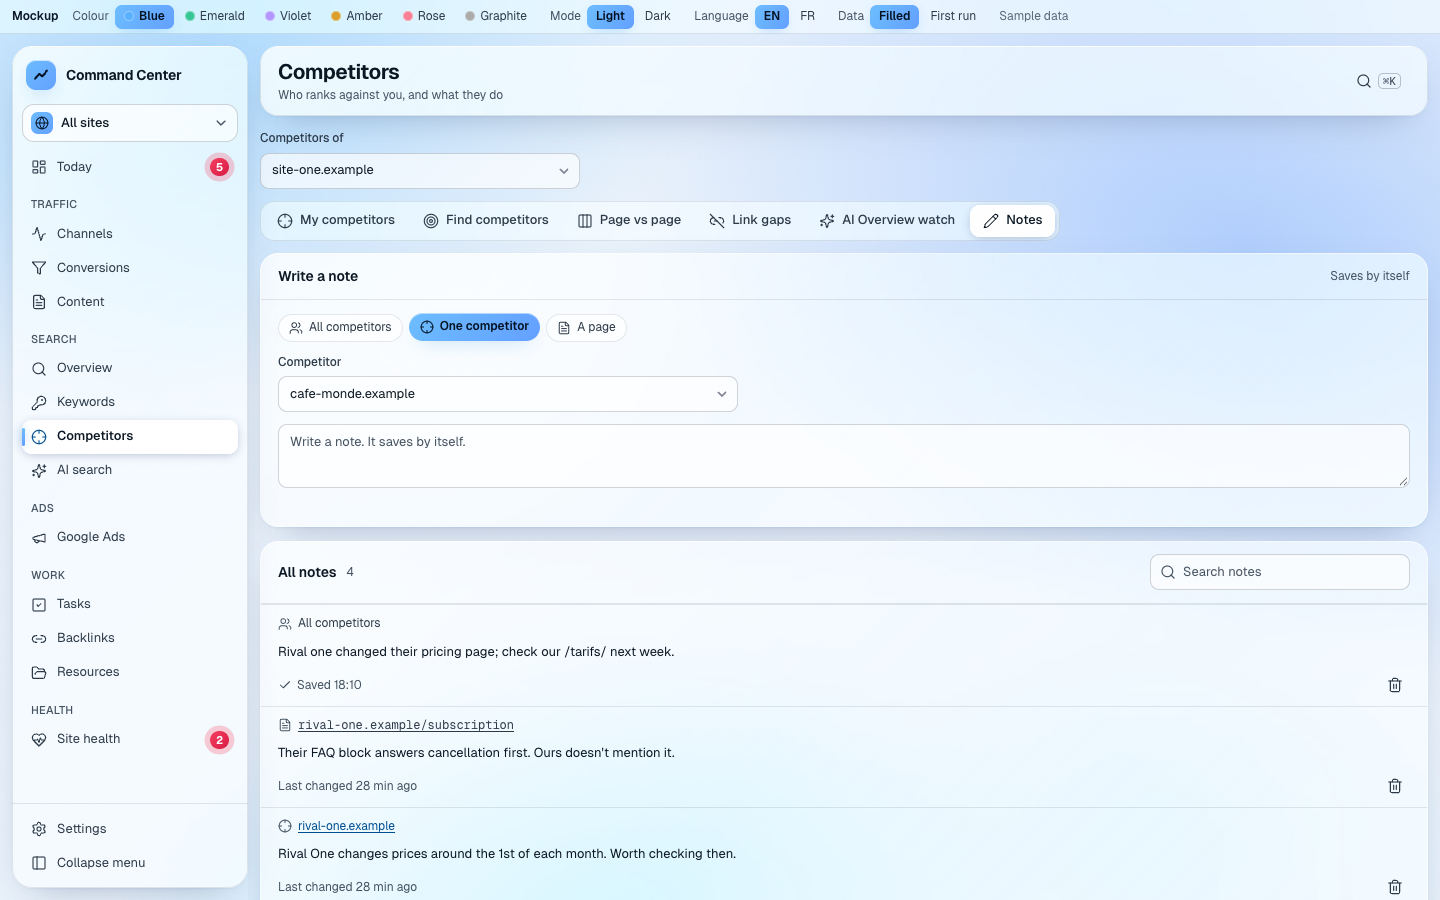 Mockup Colour Blue Emerald Violet Amber Rose Graphite Mode Light Dark Language EN FR Data Filled First run Sample data
Command Center
All sites
Today 5
TRAFFIC
Channels
Conversions
Content
SEARCH
Overview
Keywords
Competitors
AI search
ADS
Google Ads
WORK
Tasks
Backlinks
Resources
HEALTH
Site health 2
Settings
Collapse menu
Competitors
Who ranks against you, and what they do
⌘K
Competitors of
site-one.example
My competitors Find competitors Page vs page Link gaps AI Overview watch Notes
Write a note Saves by itself
All competitors One competitor A page
Competitor
cafe-monde.example
Write a note. It saves by itself.
All notes 4 Search notes
All competitors
Rival one changed their pricing page; check our /tarifs/ next week.
Saved 18:10
rival-one.example/subscription
Their FAQ block answers cancellation first. Ours doesn't mention it.
Last changed 28 min ago
rival-one.example
Rival One changes prices around the 1st of each month. Worth checking then.
Last changed 28 min ago